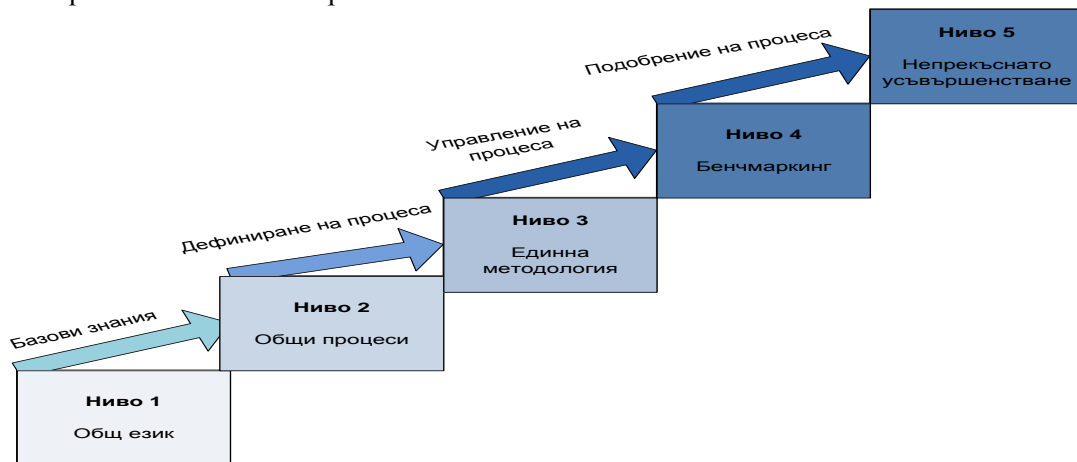 Ниво 5
Непрекъснато
усъвършенстване
Подобрение на процеса
Ниво 4
Бенчмаркинг
Управление на
процеса
Ниво 3
Единна
методология
Дефиниране на процеса
Ниво 2
Общи процеси
Базови знания
Ниво 1
Общ език